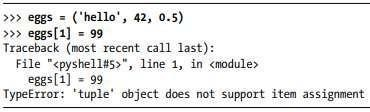 >>> eggs = ('hello', 42, 0.5)
>>> eggs[1] = 99
Traceback (most recent call last):
  File "<pyshell#5>", line 1, in <module>
    eggs[1] = 99
TypeError: 'tuple' object does not support item assignment